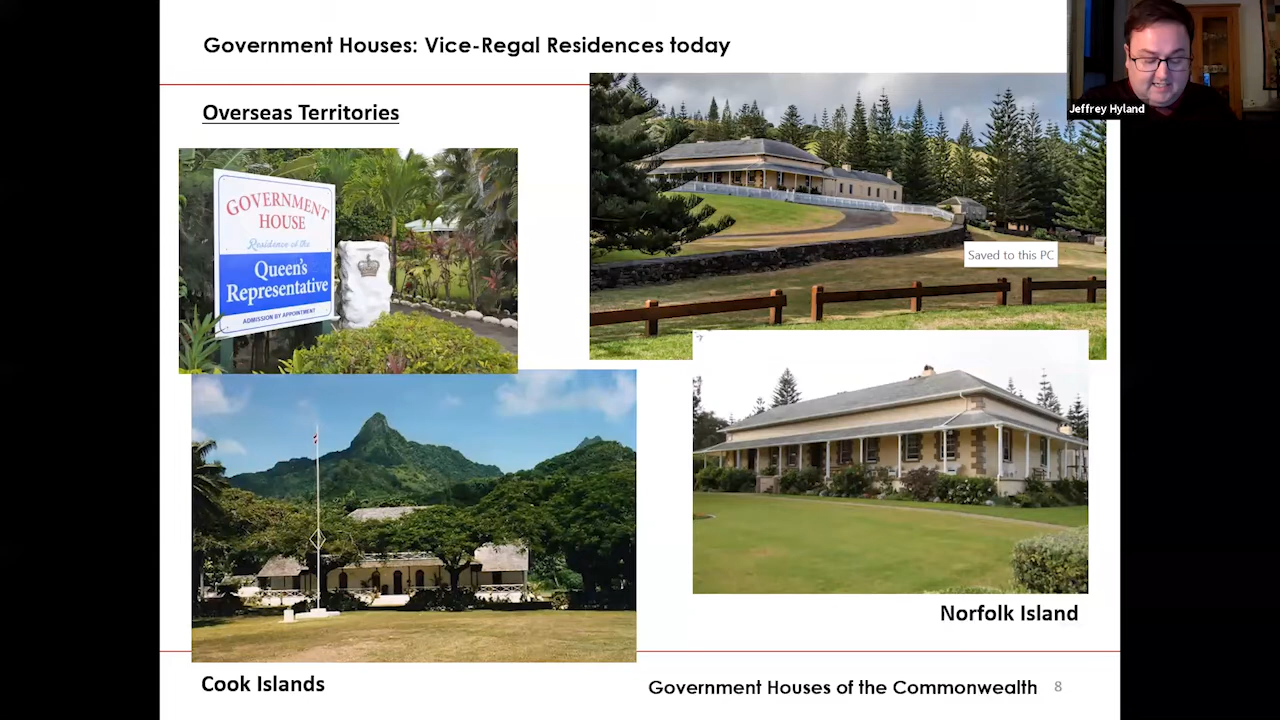 Government Houses: Vice-Regal Residences today
Jeffrey Hyland
Overseas Territories
GOVERNMENT
HOUSE
Residence of the
Queen's
Representative
ADMISSION BY APPOINTMENT
Saved to this PC
Norfolk Island
Cook Islands
Government Houses of the Commonwealth 8